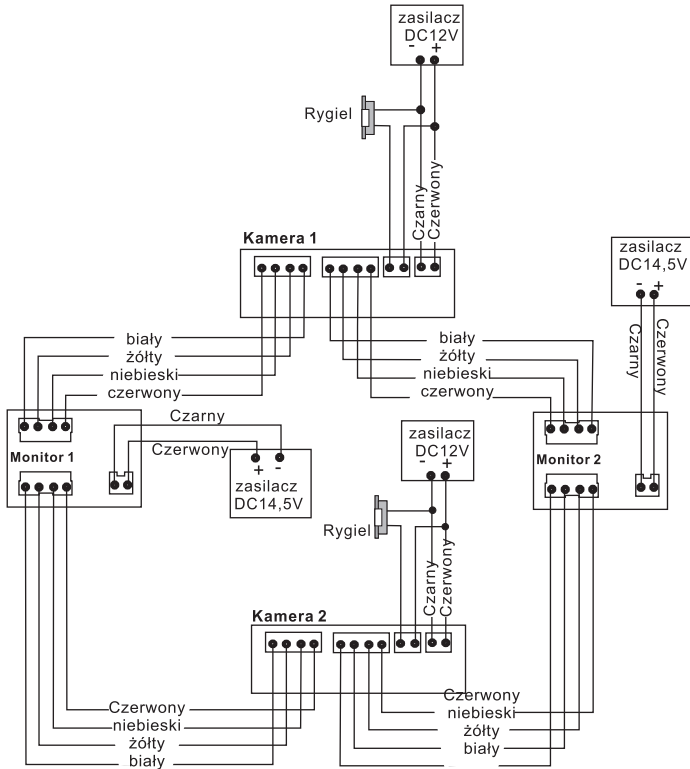 zasilacz
DC12V
- +
Rygiel
Czarny
Czerwony
Kamera 1
zasilacz
DC14,5V
- +
Czarny
Czerwony
biały
żółty
niebieski
czerwony
biały
żółty
niebieski
czerwony
Monitor 1
Czarny
Czerwony
+ -
zasilacz
DC14,5V
zasilacz
DC12V
- +
Monitor 2
Rygiel
Czarny
Czerwony
Kamera 2
Czerwony
niebieski
żółty
biały
Czerwony
niebieski
żółty
biały